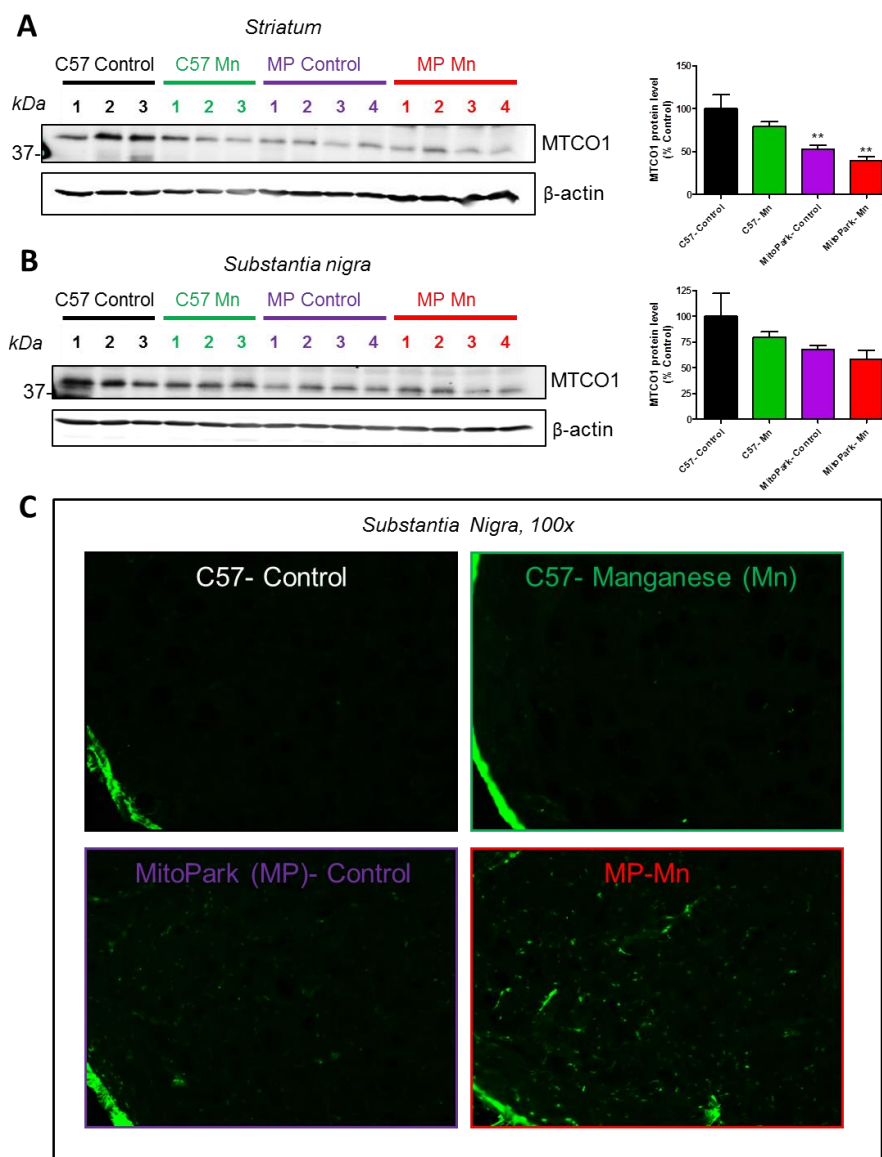 A
Striatum
C57 Control C57 Mn MP Control MP Mn
kDa 1 2 3 1 2 3 1 2 3 4 1 2 3 4
37-
MTCO1
β-actin
MTCO1 protein level
(% Control)
150
100
50
0
**
**
C57- Control
C57- Mn
MitoPark- Control
MitoPark- Mn
B
Substantia nigra
C57 Control C57 Mn MP Control MP Mn
kDa 1 2 3 1 2 3 1 2 3 4 1 2 3 4
37-
MTCO1
β-actin
MTCO1 protein level
(% Control)
125
100
75
50
25
0
C57- Control
C57- Mn
MitoPark- Control
MitoPark- Mn
C
Substantia Nigra, 100x
C57- Control
C57- Manganese (Mn)
MitoPark (MP)- Control
MP-Mn